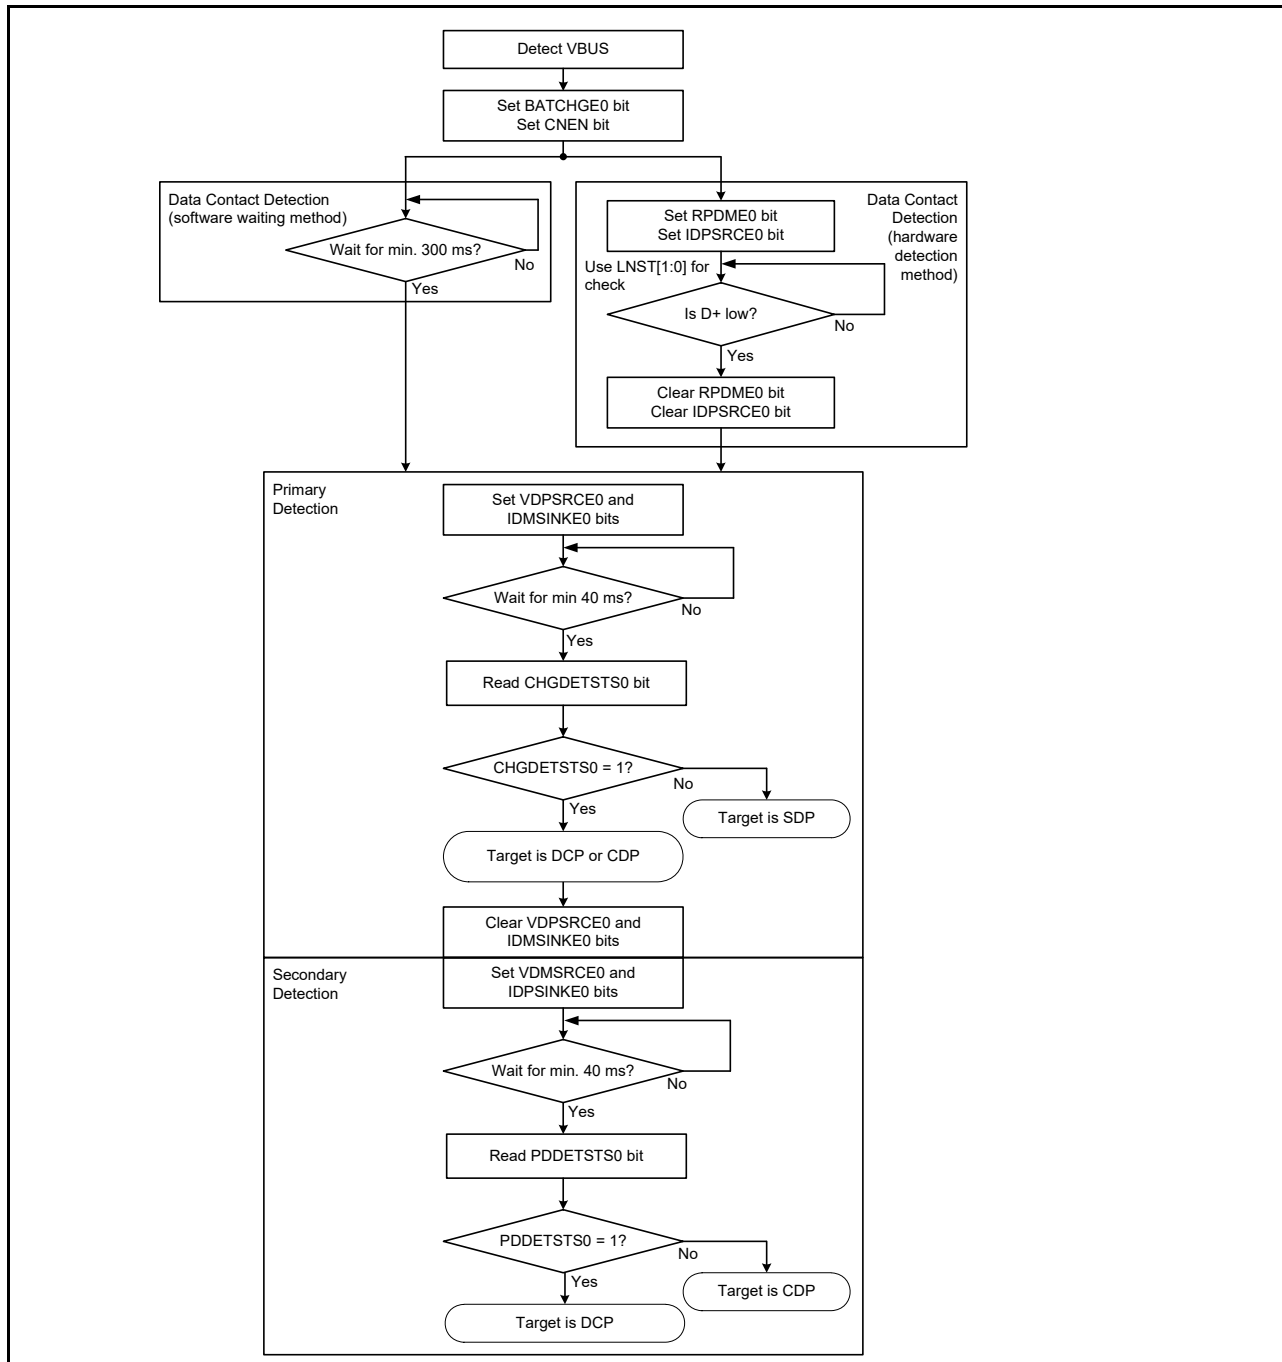 Detect VBUS
Set BATCHGE0 bit
Set CNEN bit
Data Contact Detection
(software waiting method)
Wait for min. 300 ms?
No
Yes
Data Contact
Detection
(hardware
detection
method)
Set RPDME0 bit
Set IDPSRCE0 bit
Use LNST[1:0] for
check
Is D+ low?
No
Yes
Clear RPDME0 bit
Clear IDPSRCE0 bit
Primary
Detection
Set VDPSRCE0 and
IDMSINKE0 bits
Wait for min 40 ms?
No
Yes
Read CHGDETSTS0 bit
CHGDETSTS0 = 1?
No
Yes
Target is SDP
Target is DCP or CDP
Clear VDPSRCE0 and
IDMSINKE0 bits
Secondary
Detection
Set VDMSRCE0 and
IDPSINKE0 bits
Wait for min. 40 ms?
No
Yes
Read PDDETSTS0 bit
PDDETSTS0 = 1?
No
Yes
Target is CDP
Target is DCP